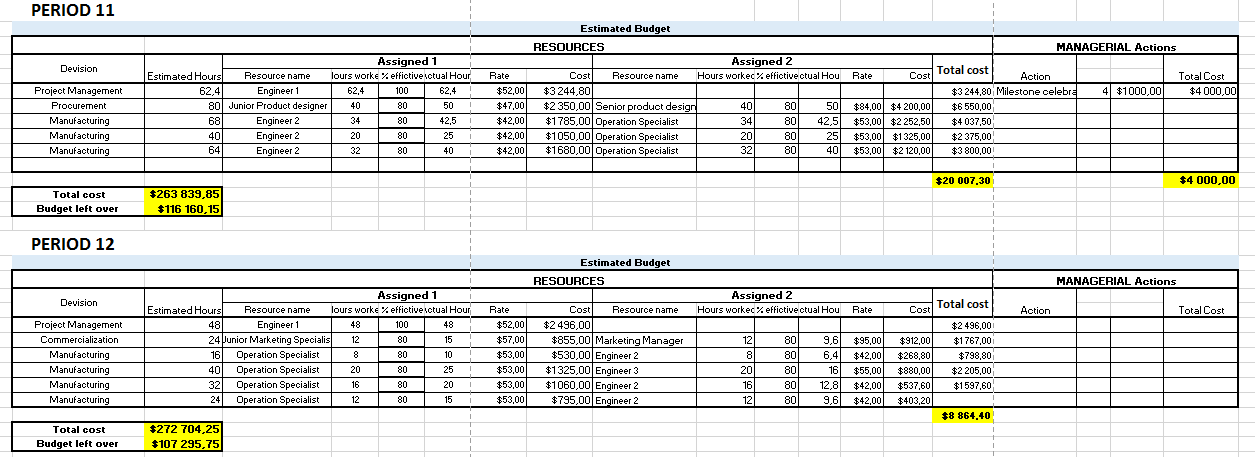 PERIOD 11
Estimated Budget
RESOURCES MANAGERIAL Actions
Devision Estimated Hours Assigned 1 Assigned 2 Total cost Action Total Cost
Resource name lours worke % effictive ctual Hour Rate Cost Resource name Hours worked % effictive ctual Hou Rate Cost
Project Management 62,4 Engineer 1 62,4 100 62,4 $52,00 $3 244,80 $3 244,80 Milestone celebra 4 $1000,00 $4 000,00
Procurement 80 Junior Product designer 40 80 50 $47,00 $2 350,00 Senior product design 40 80 50 $84,00 $4 200,00 $6 550,00
Manufacturing 68 Engineer 2 34 80 42,5 $42,00 $1785,00 Operation Specialist 34 80 42,5 $53,00 $2 252,50 $4 037,50
Manufacturing 40 Engineer 2 20 80 25 $42,00 $1050,00 Operation Specialist 20 80 25 $53,00 $1325,00 $2 375,00
Manufacturing 64 Engineer 2 32 80 40 $42,00 $1680,00 Operation Specialist 32 80 40 $53,00 $2 120,00 $3 800,00
$20 007,30 $4 000,00
Total cost $263 839,85
Budget left over $116 160,15
PERIOD 12
Estimated Budget
RESOURCES MANAGERIAL Actions
Devision Estimated Hours Assigned 1 Assigned 2 Total cost Action Total Cost
Resource name lours worke % effictive ctual Hour Rate Cost Resource name Hours worked % effictive ctual Hou Rate Cost
Project Management 48 Engineer 1 48 100 48 $52,00 $2 496,00 $2 496,00
Commercialization 24 Junior Marketing Specialis 12 80 15 $57,00 $855,00 Marketing Manager 12 80 9,6 $95,00 $912,00 $1767,00
Manufacturing 16 Operation Specialist 8 80 10 $53,00 $530,00 Engineer 2 8 80 6,4 $42,00 $268,80 $798,80
Manufacturing 40 Operation Specialist 20 80 25 $53,00 $1325,00 Engineer 3 20 80 16 $55,00 $880,00 $2 205,00
Manufacturing 32 Operation Specialist 16 80 20 $53,00 $1060,00 Engineer 2 16 80 12,8 $42,00 $537,60 $1597,60
Manufacturing 24 Operation Specialist 12 80 15 $53,00 $795,00 Engineer 2 12 80 9,6 $42,00 $403,20
$8 864,40
Total cost $272 704,25
Budget left over $107 295,75